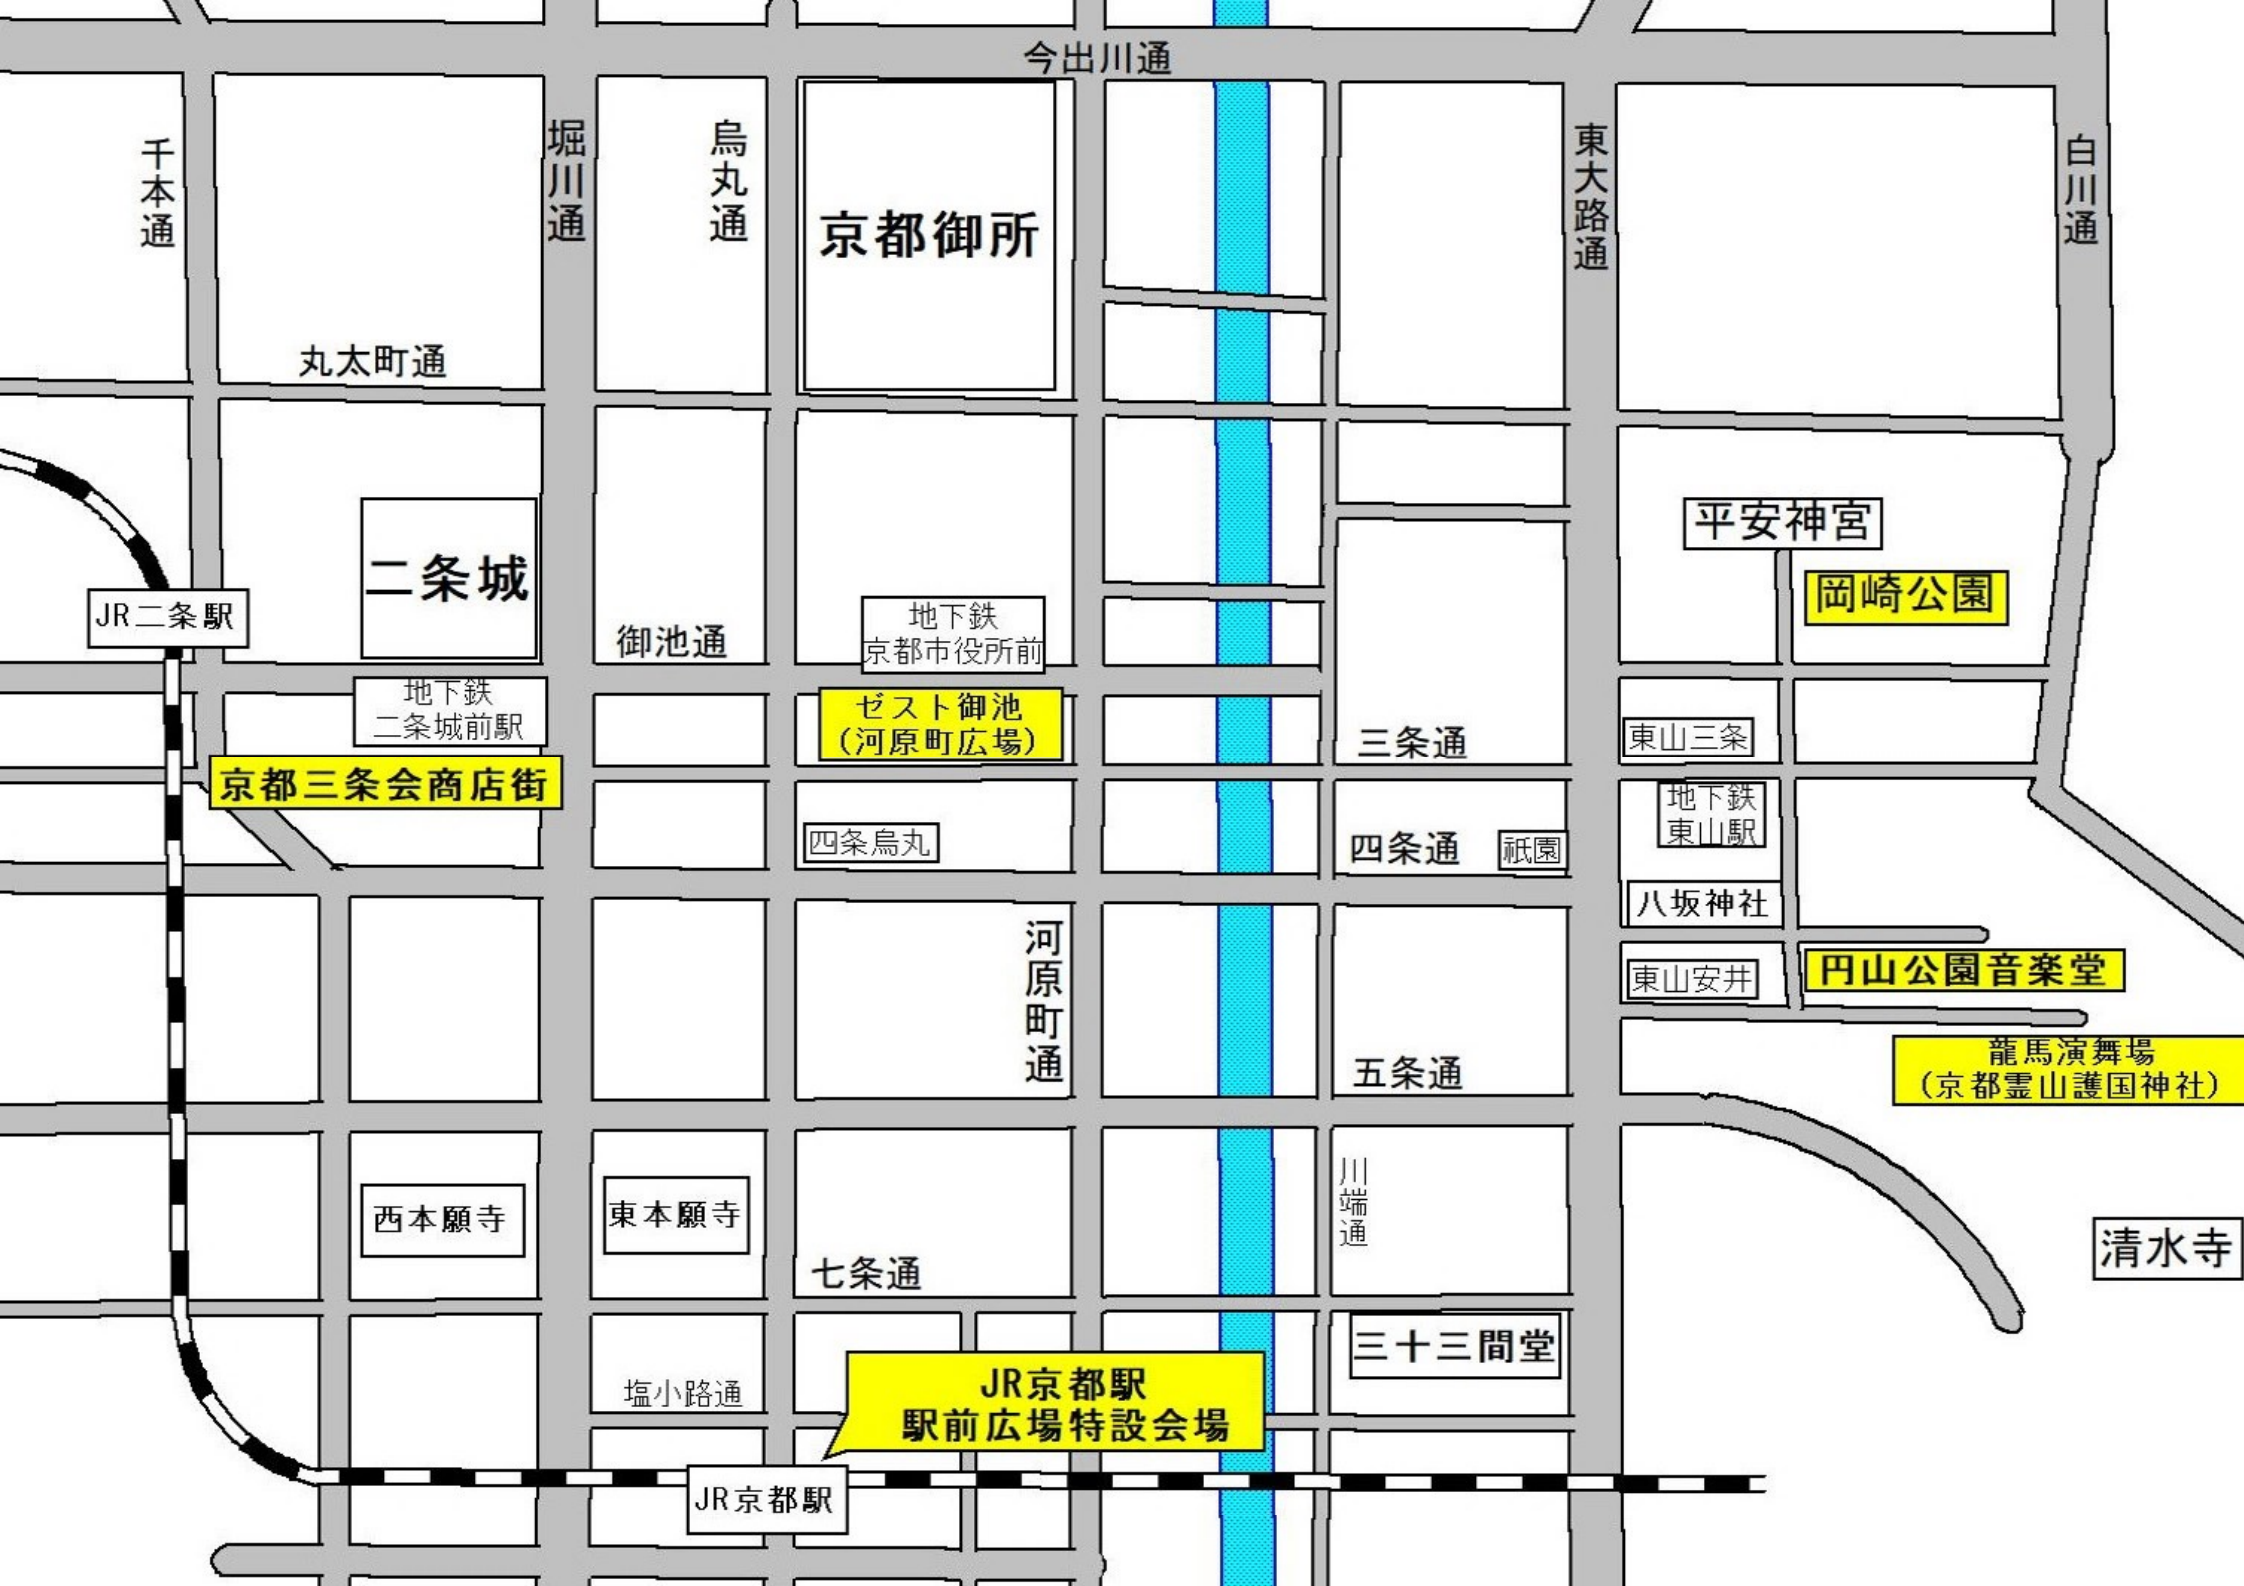 今出川通
千本通
堀川通
烏丸通
東大路通
白川通
京都御所
丸太町通
平安神宮
二条城
岡崎公園
JR二条駅
御池通
地下鉄
京都市役所前
地下鉄
二条城前駅
ゼスト御池
(河原町広場)
三条通
東山三条
京都三条会商店街
四条烏丸
四条通
祇園
地下鉄
東山駅
八坂神社
河原町通
東山安井
円山公園音楽堂
龍馬演舞場
(京都霊山護国神社)
五条通
西本願寺
東本願寺
川端通
清水寺
七条通
三十三間堂
塩小路通
JR京都駅
駅前広場特設会場
JR京都駅